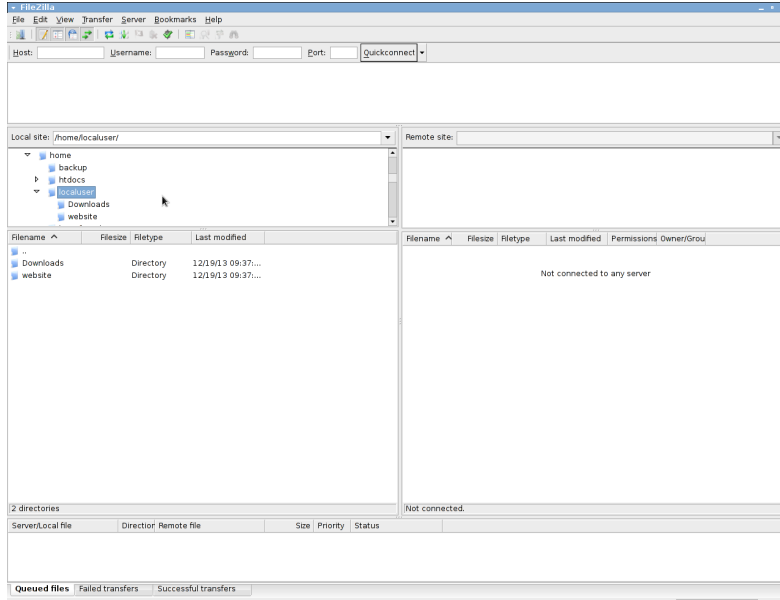 FileZilla
File Edit View Transfer Server Bookmarks Help
Host: Username: Password: Port: Quickconnect
Local site: /home/localuser/
Remote site:
home
backup
htdocs
localuser
Downloads
website
Filename Filesize Filetype Last modified
..
Downloads Directory 12/19/13 09:37:...
website Directory 12/19/13 09:37:...
2 directories
Filename Filesize Filetype Last modified Permissions Owner/Grou
Not connected to any server
Not connected.
Server/Local file Direction Remote file Size Priority Status
Queued files Failed transfers Successful transfers